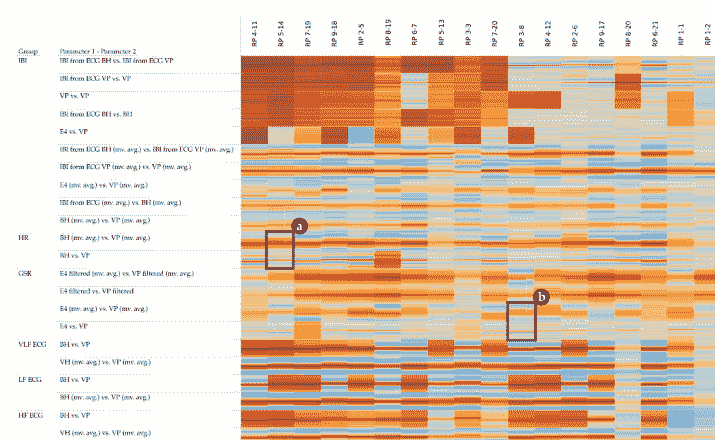 RP 4-11 RP 5-14 RP 7-19 RP 9-18 RP 2-5 RP 8-19 RP 6-7 RP 5-13 RP 3-3 RP 7-20 RP 3-8 RP 4-12 RP 2-6 RP 9-17 RP 8-20 RP 6-21 RP 1-1 RP 1-2
Group Parameter 1 - Parameter 2
IBI IBI from ECG BH vs. IBI from ECG VP
IBI from ECG VP vs. VP
VP vs. VP
IBI from ECG BH vs. BH
E4 vs. VP
IBI from ECG BH (mv. avg.) vs. IBI from ECG VP (mv. avg.)
IBI form ECG VP (mv. avg.) vs. VP (mv. avg.)
E4 (mv. avg.) vs. VP (mv. avg.)
IBI from ECG (mv. avg.) vs. BH (mv. avg.)
BH (mv. avg.) vs. VP (mv. avg.)
a
HR BH (mv. avg.) vs. VP (mv. avg.)
BH vs. VP
GSR E4 filtered (mv. avg.) vs. VP filtered (mv. avg.)
E4 filtered vs. VP filtered
b
E4 (mv. avg.) vs. VP (mv. avg.)
E4 vs. VP
VLF ECG BH vs. VP
VH (mv. avg.) vs. VP (mv. avg.)
LF ECG BH vs. VP
BH (mv. avg.) vs. VP (mv. avg.)
HF ECG BH vs. VP
VH (mv. avg.) vs. VP (mv. avg.)